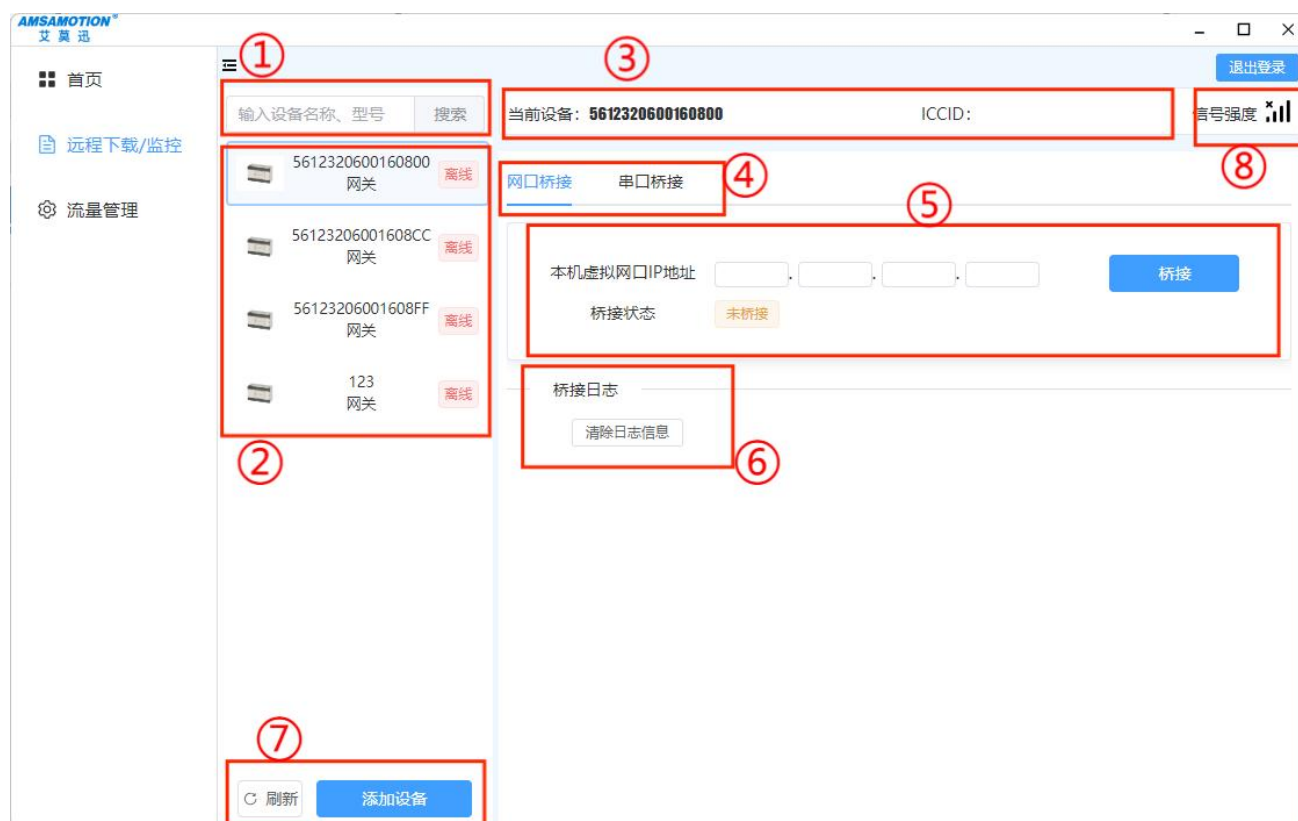 AMSAMOTION®
艾莫迅
首页
远程下载/监控
流量管理
①
③
退出登录
输入设备名称、型号 搜索
当前设备：5612320600160800 ICCID：
信号强度
⑧
5612320600160800
网关
离线
56123206001608CC
网关
离线
56123206001608FF
网关
离线
123
网关
离线
②
网口桥接 串口桥接
④
⑤
本机虚拟网口IP地址 . . . 桥接
桥接状态 未桥接
桥接日志
清除日志信息
⑥
⑦
刷新 添加设备